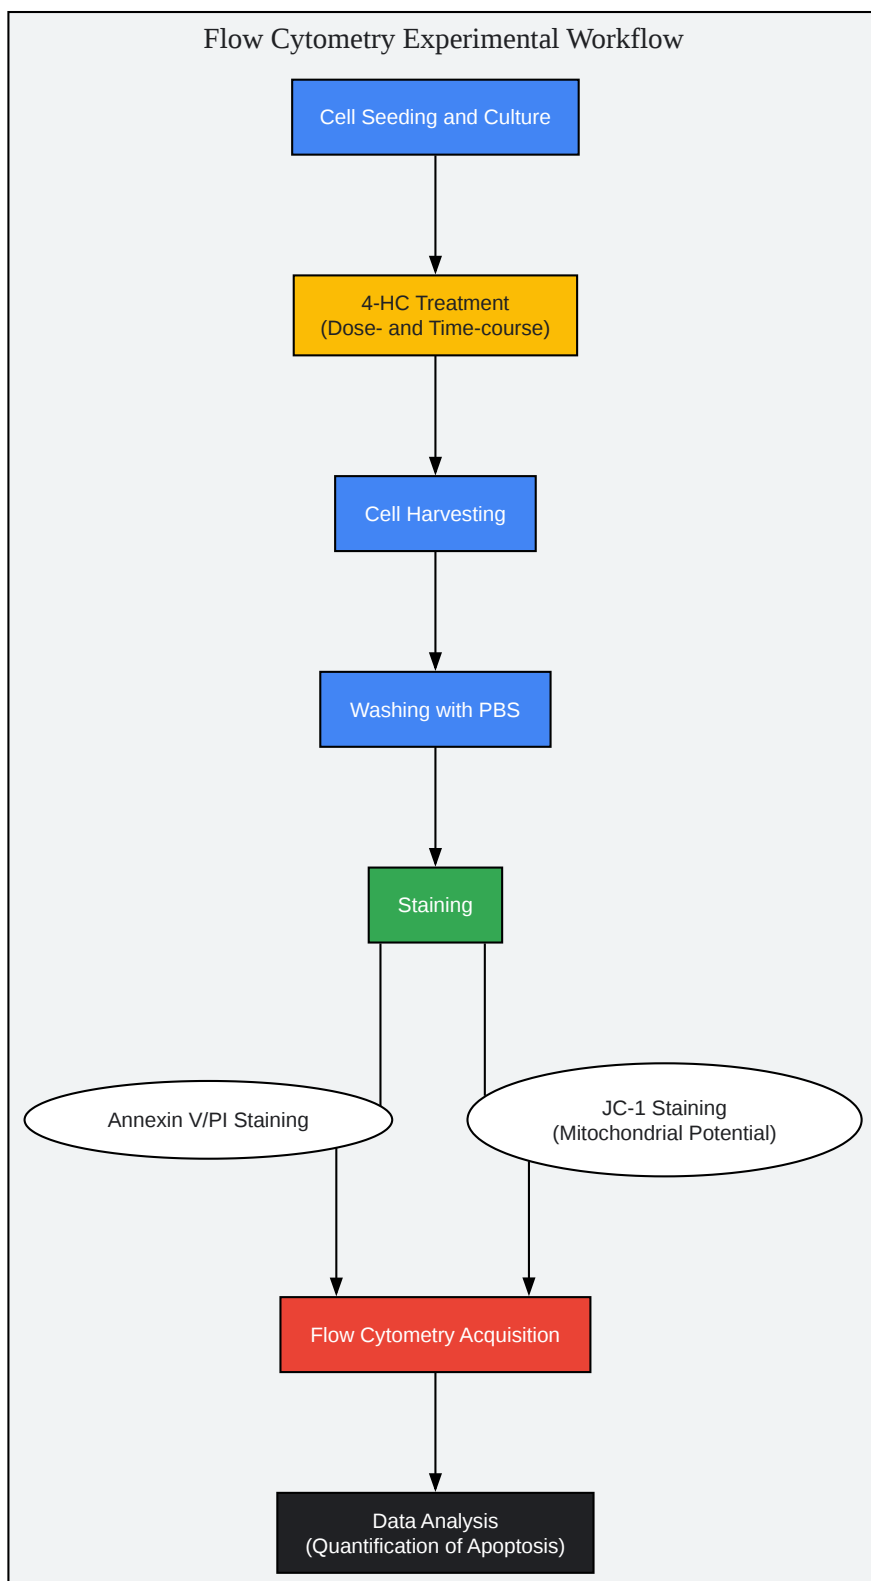 Flow Cytometry Experimental Workflow
Cell Seeding and Culture
4-HC Treatment
(Dose- and Time-course)
Cell Harvesting
Washing with PBS
Staining
Annexin V/PI Staining
JC-1 Staining
(Mitochondrial Potential)
Flow Cytometry Acquisition
Data Analysis
(Quantification of Apoptosis)